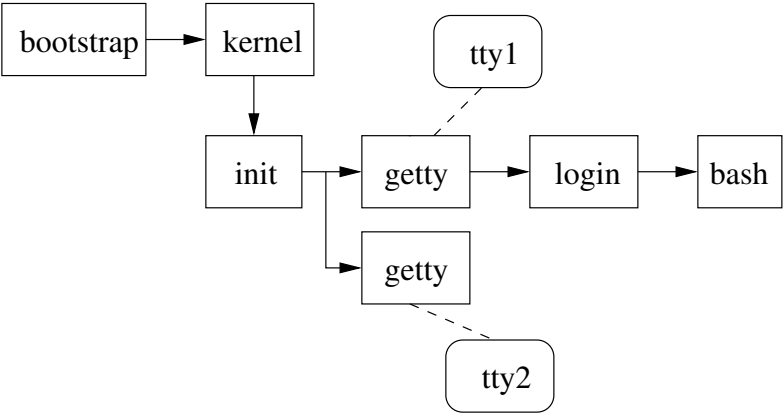 bootstrap
kernel
tty1
init
getty
login
bash
getty
tty2